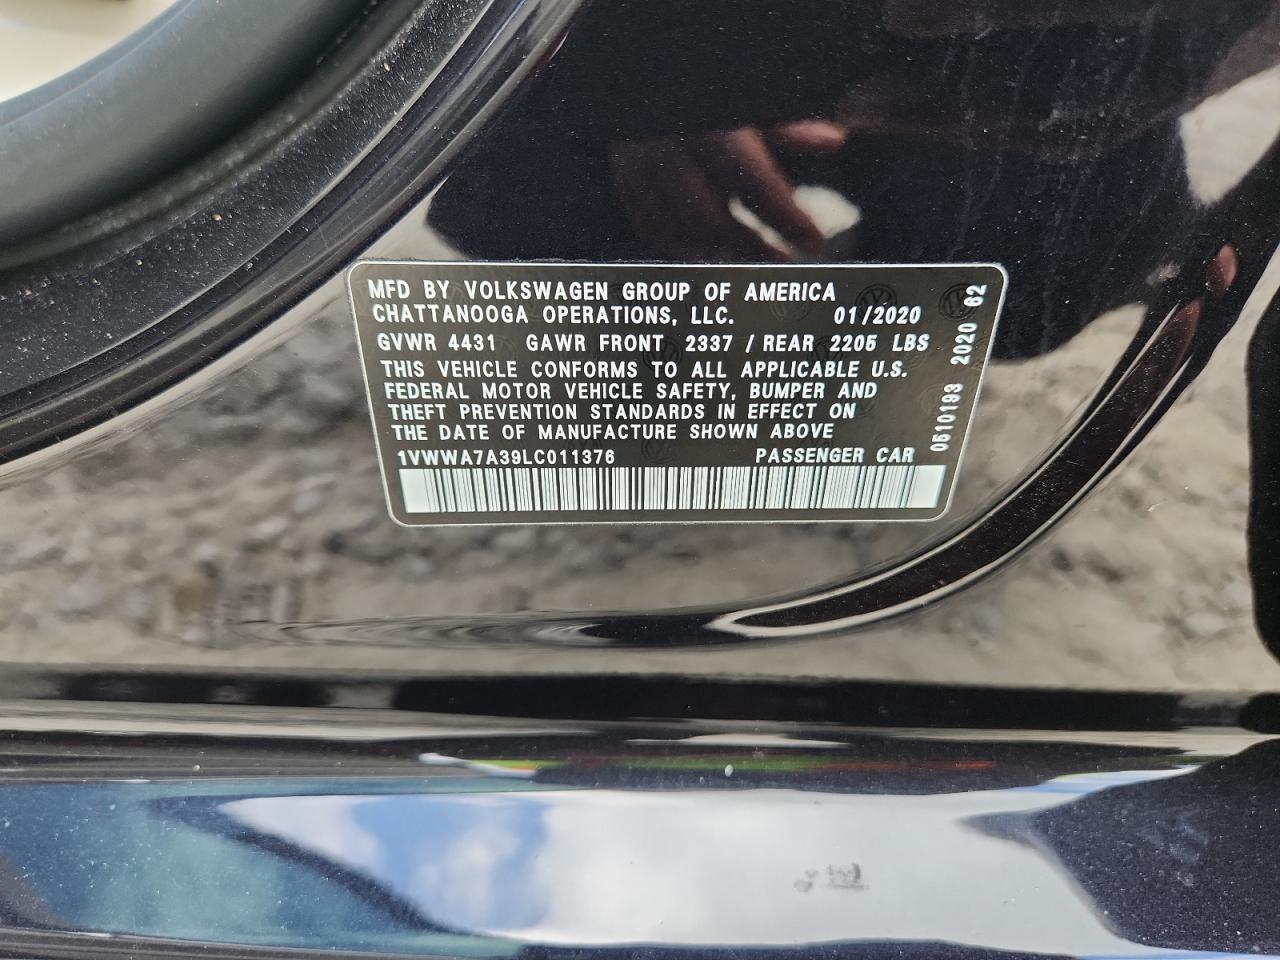 MFD BY VOLKSWAGEN GROUP OF AMERICA
CHATTANOOGA OPERATIONS, LLC. 01/2020
GVWR 4431 GAWR FRONT 2337 / REAR 2205 LBS
THIS VEHICLE CONFORMS TO ALL APPLICABLE U.S.
FEDERAL MOTOR VEHICLE SAFETY, BUMPER AND
THEFT PREVENTION STANDARDS IN EFFECT ON
THE DATE OF MANUFACTURE SHOWN ABOVE
1VWWA7A39LC011376 PASSENGER CAR
0510193 2020 62